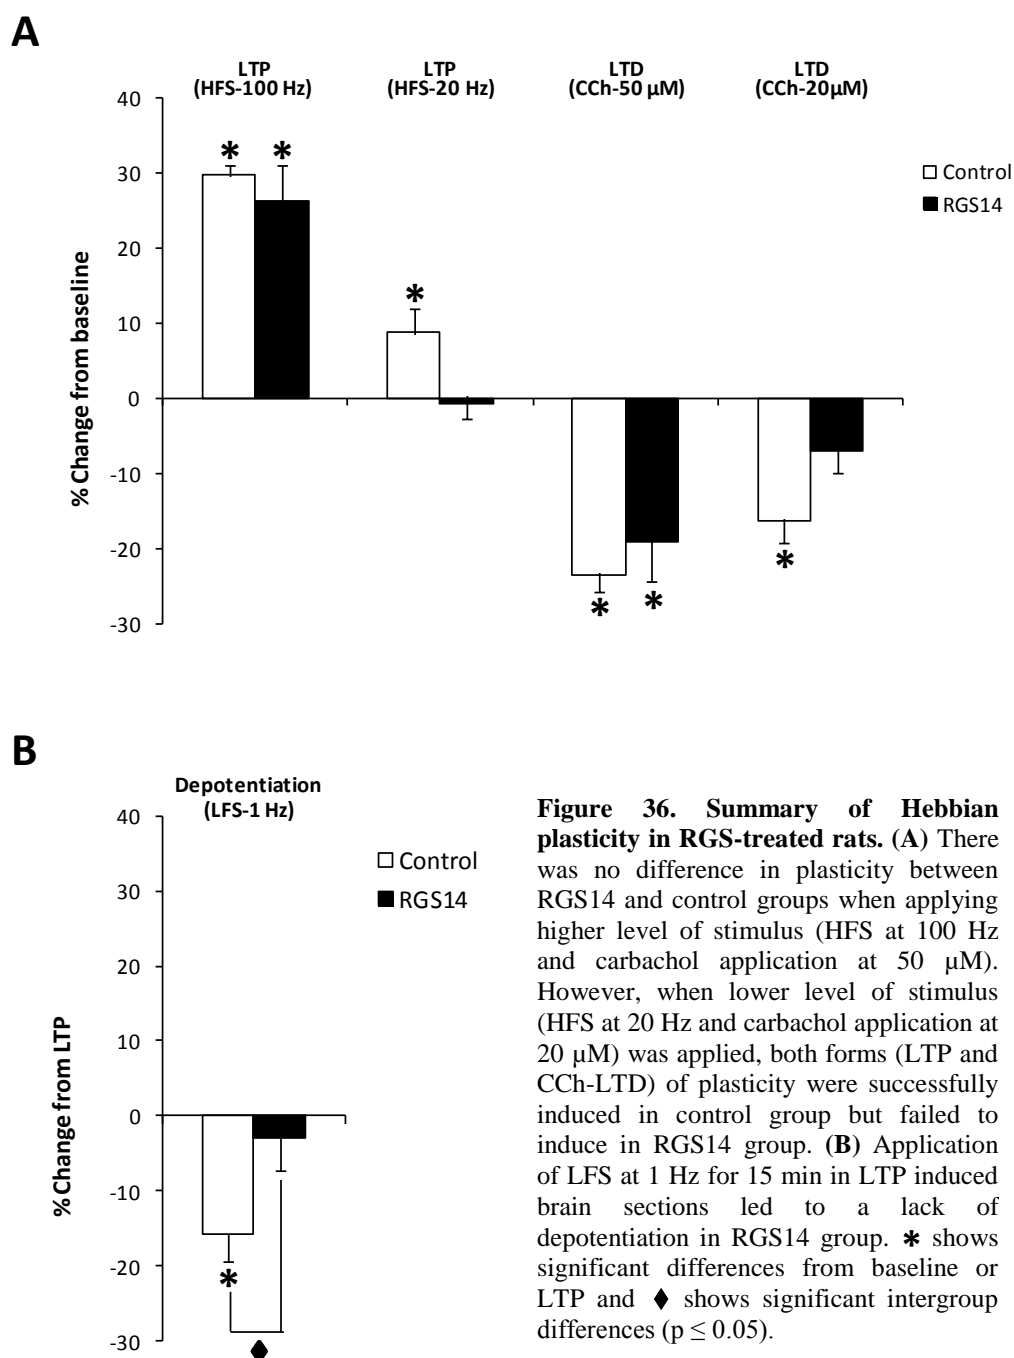 A
LTP
(HFS-100 Hz)
LTP
(HFS-20 Hz)
LTD
(CCh-50 µM)
LTD
(CCh-20µM)
40
30
20
10
0
-10
-20
-30
% Change from baseline
* * * * * *
Control
RGS14
B
Depotentiation
(LFS-1 Hz)
40
30
20
10
0
-10
-20
-30
% Change from LTP
*
♦
Control
RGS14
Figure 36. Summary of Hebbian
plasticity in RGS-treated rats. (A) There
was no difference in plasticity between
RGS14 and control groups when applying
higher level of stimulus (HFS at 100 Hz
and carbachol application at 50 µM).
However, when lower level of stimulus
(HFS at 20 Hz and carbachol application at
20 µM) was applied, both forms (LTP and
CCh-LTD) of plasticity were successfully
induced in control group but failed to
induce in RGS14 group. (B) Application
of LFS at 1 Hz for 15 min in LTP induced
brain sections led to a lack of
depotentiation in RGS14 group. * shows
significant differences from baseline or
LTP and ♦ shows significant intergroup
differences (p ≤ 0.05).